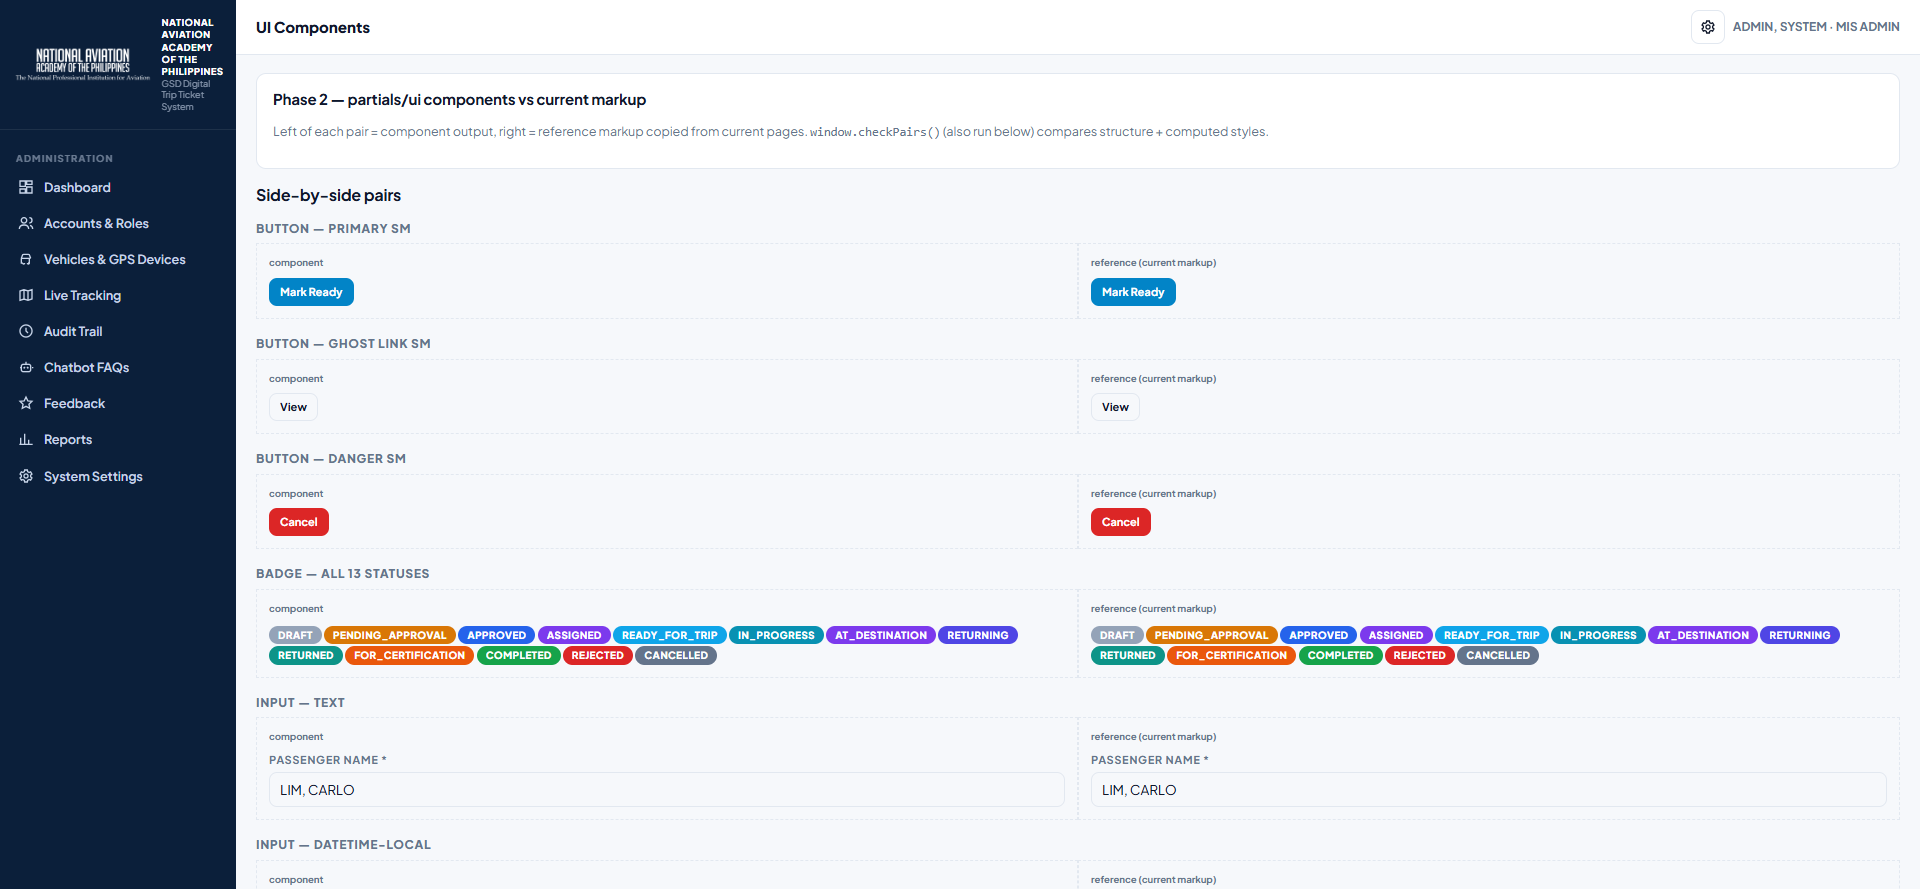 NATIONAL AVIATION
ACADEMY OF THE PHILIPPINES
The National Professional Institution for Aviation
NATIONAL
AVIATION
ACADEMY
OF THE
PHILIPPINES
GSD Digital
Trip Ticket
System
ADMINISTRATION
Dashboard
Accounts & Roles
Vehicles & GPS Devices
Live Tracking
Audit Trail
Chatbot FAQs
Feedback
Reports
System Settings
UI Components
ADMIN, SYSTEM · MIS ADMIN
Phase 2 — partials/ui components vs current markup
Left of each pair = component output, right = reference markup copied from current pages. window.checkPairs() (also run below) compares structure + computed styles.
Side-by-side pairs
BUTTON — PRIMARY SM
component
Mark Ready
reference (current markup)
Mark Ready
BUTTON — GHOST LINK SM
component
View
reference (current markup)
View
BUTTON — DANGER SM
component
Cancel
reference (current markup)
Cancel
BADGE — ALL 13 STATUSES
component
DRAFT PENDING_APPROVAL APPROVED ASSIGNED READY_FOR_TRIP IN_PROGRESS AT_DESTINATION RETURNING
RETURNED FOR_CERTIFICATION COMPLETED REJECTED CANCELLED
reference (current markup)
DRAFT PENDING_APPROVAL APPROVED ASSIGNED READY_FOR_TRIP IN_PROGRESS AT_DESTINATION RETURNING
RETURNED FOR_CERTIFICATION COMPLETED REJECTED CANCELLED
INPUT — TEXT
component
PASSENGER NAME *
LIM, CARLO
reference (current markup)
PASSENGER NAME *
LIM, CARLO
INPUT — DATETIME-LOCAL
component
reference (current markup)